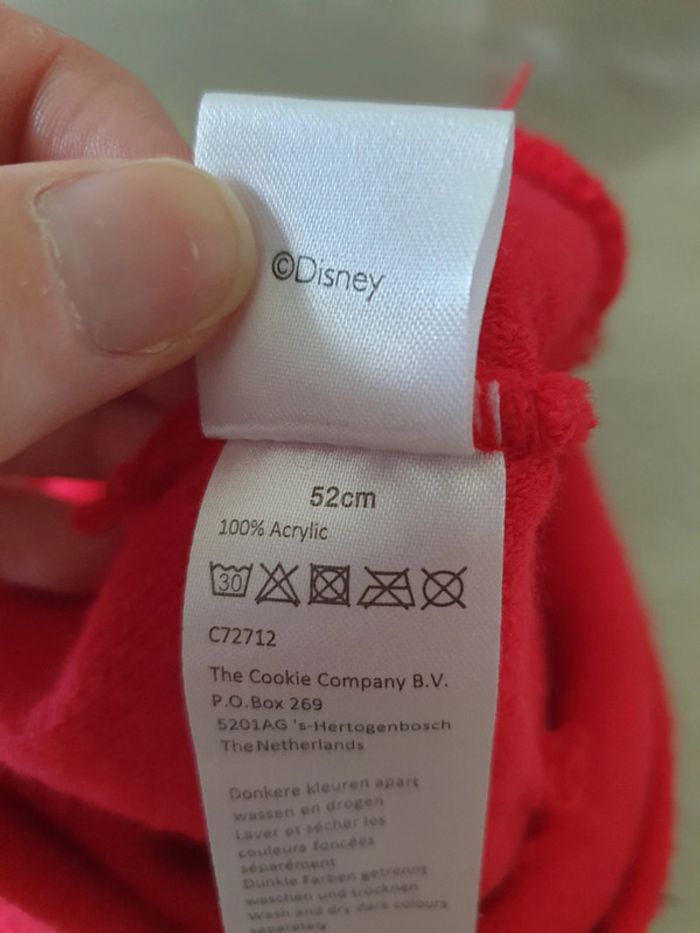 ©Disney
52cm
100% Acrylic
30
C72712
The Cookie Company B.V.
P.O.Box 269
5201AG 's-Hertogenbosch
The Netherlands
Donkere kleuren apart
wassen en drogen
Laver et sécher les
couleurs foncées
séparément
Dunkle Farben getrennt
waschen und trocknen
Wash and dry dark colours
separately